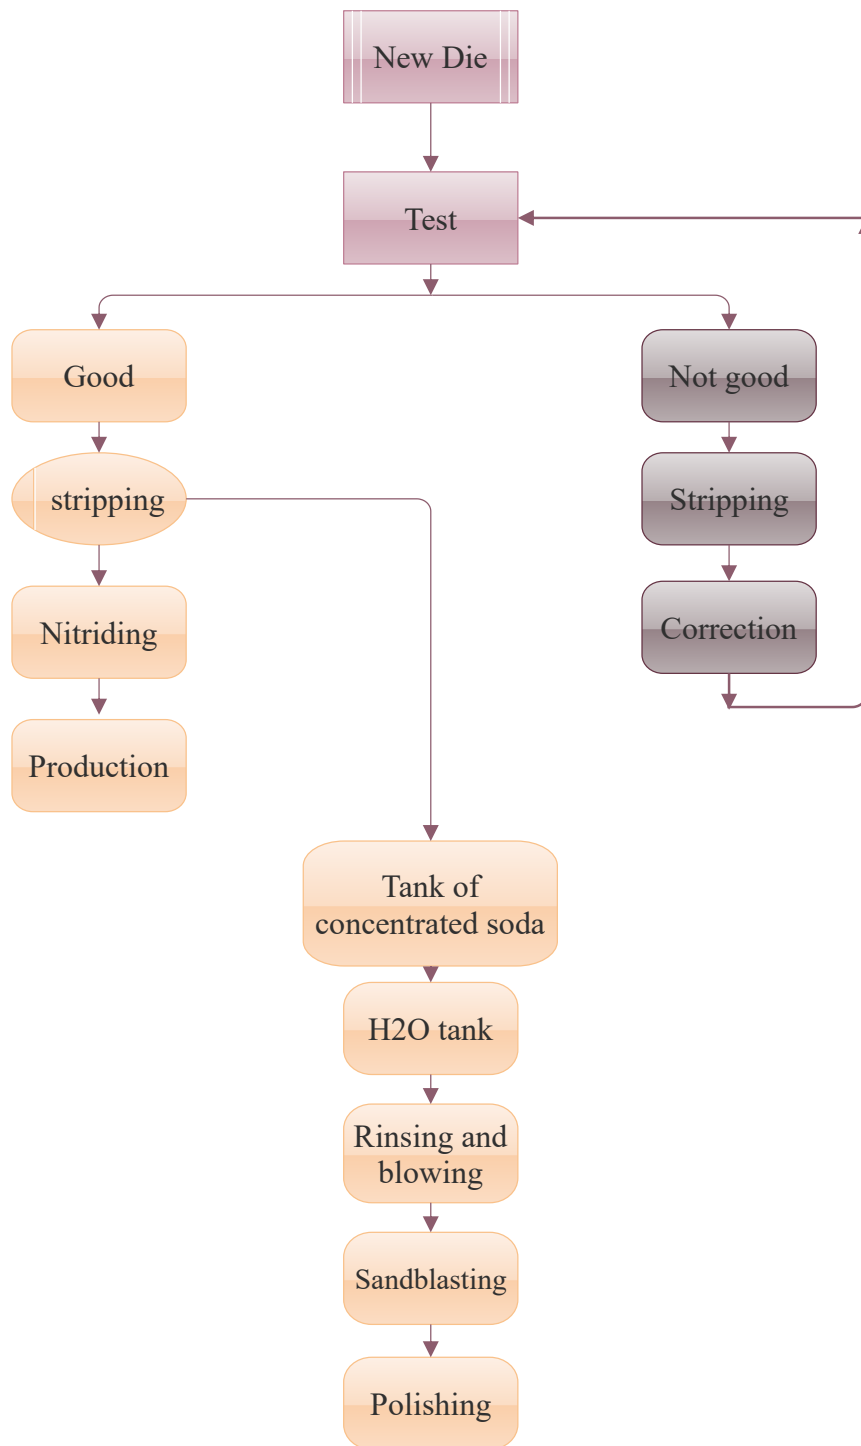 New Die
Test
Good
Not good
stripping
Stripping
Nitriding
Correction
Production
Tank of
concentrated soda
H2O tank
Rinsing and
blowing
Sandblasting
Polishing